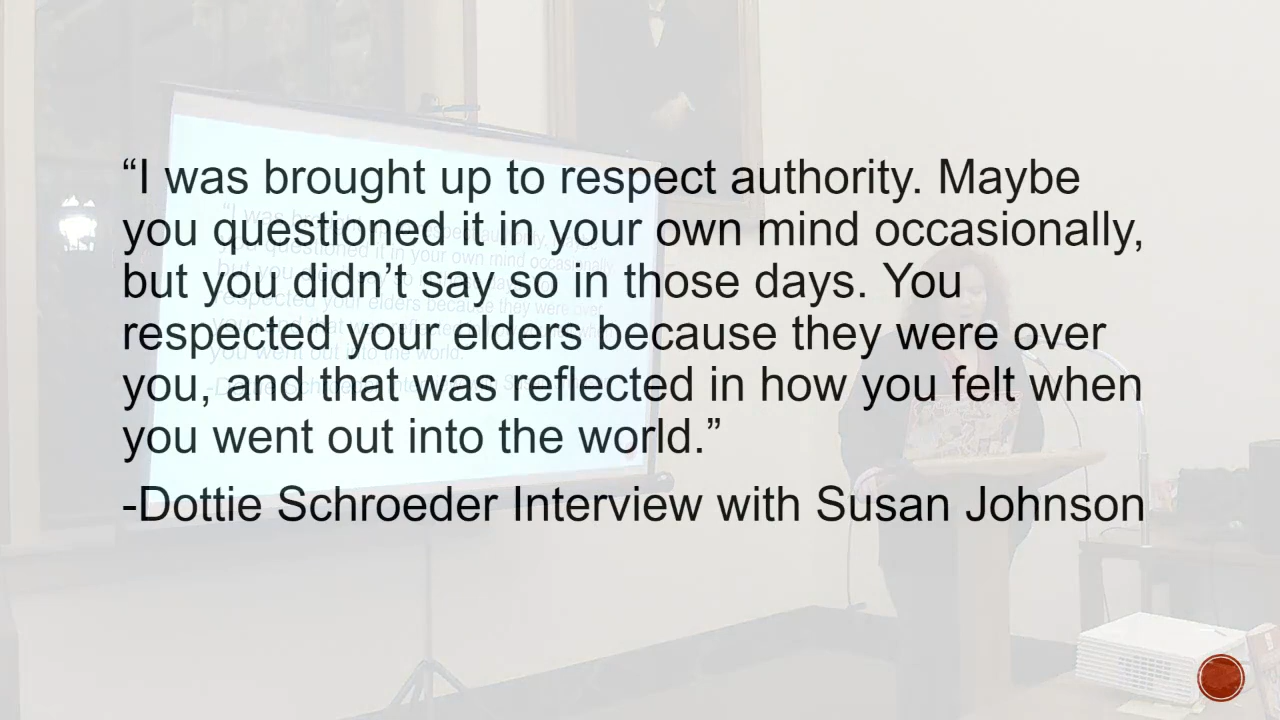 “I was brought up to respect authority. Maybe
you questioned it in your own mind occasionally,
but you didn’t say so in those days. You
respected your elders because they were over
you, and that was reflected in how you felt when
you went out into the world.”
-Dottie Schroeder Interview with Susan Johnson